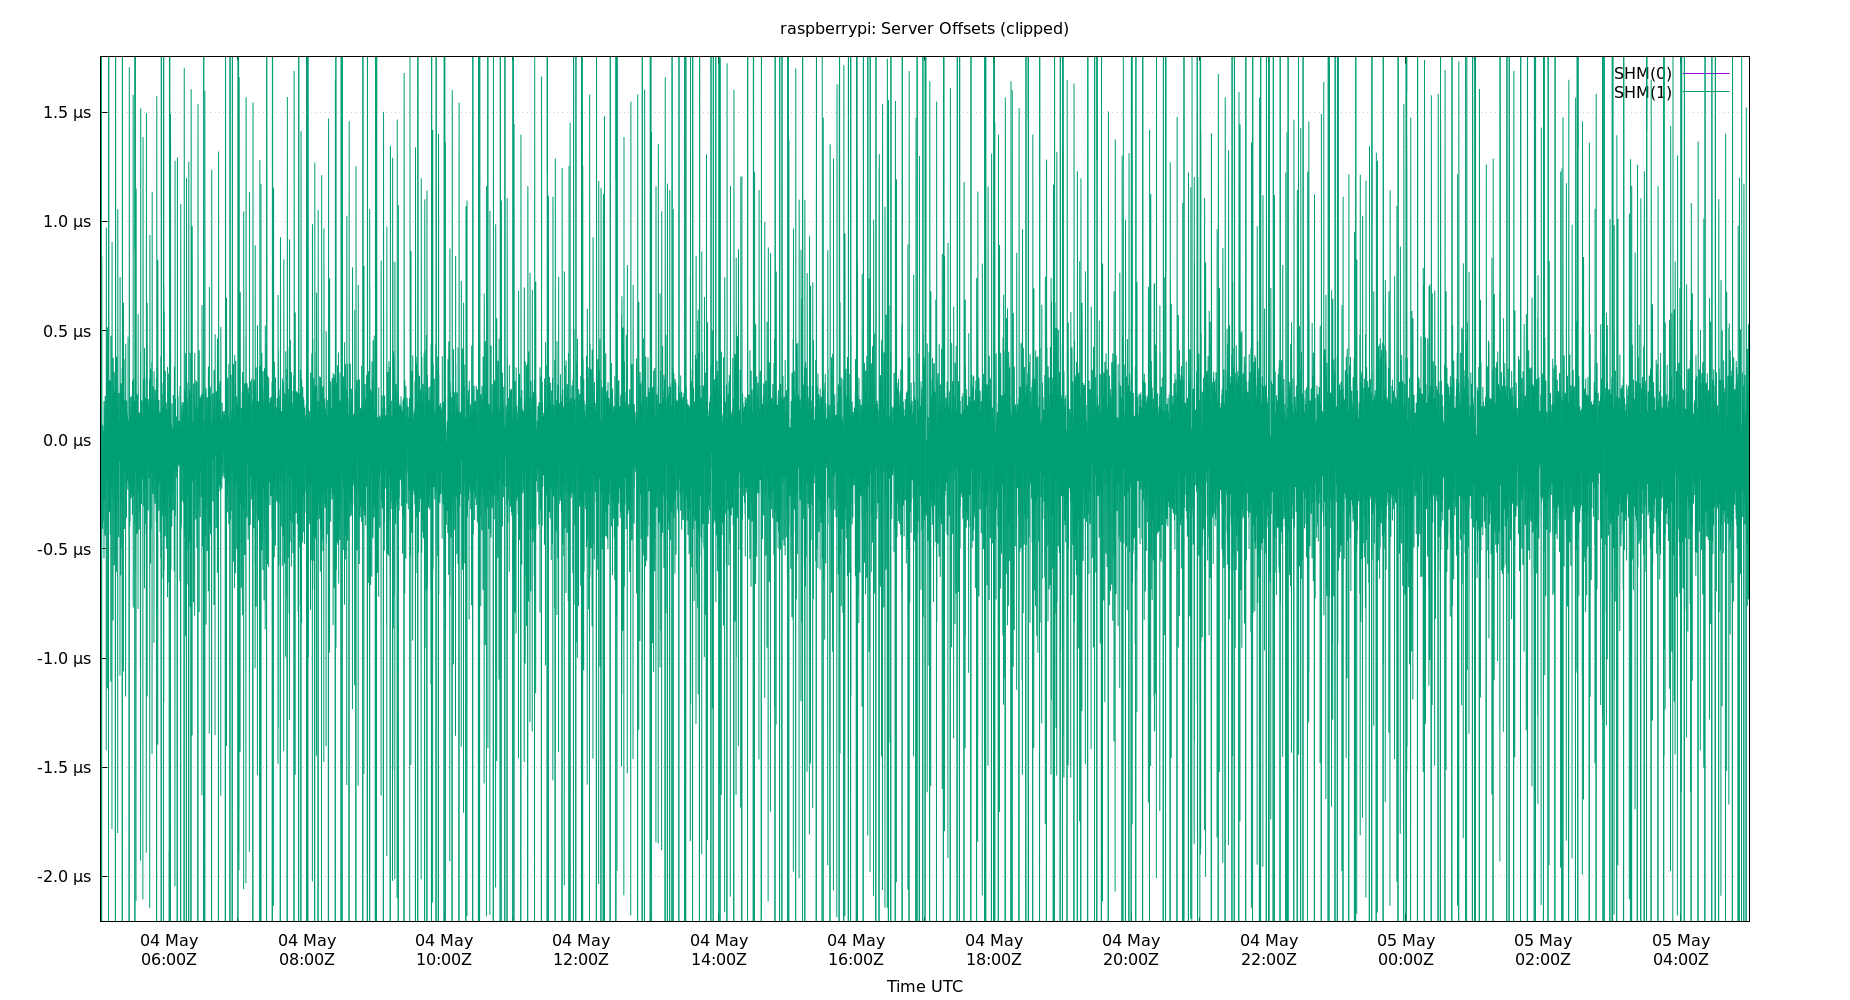 raspberrypi: Server Offsets (clipped)
SHM(0)
SHM(1)
1.5 µs
1.0 µs
0.5 µs
0.0 µs
-0.5 µs
-1.0 µs
-1.5 µs
-2.0 µs
04 May 04 May 04 May 04 May 04 May 04 May 04 May 04 May 04 May 05 May 05 May 05 May
06:00Z 08:00Z 10:00Z 12:00Z 14:00Z 16:00Z 18:00Z 20:00Z 22:00Z 00:00Z 02:00Z 04:00Z
Time UTC